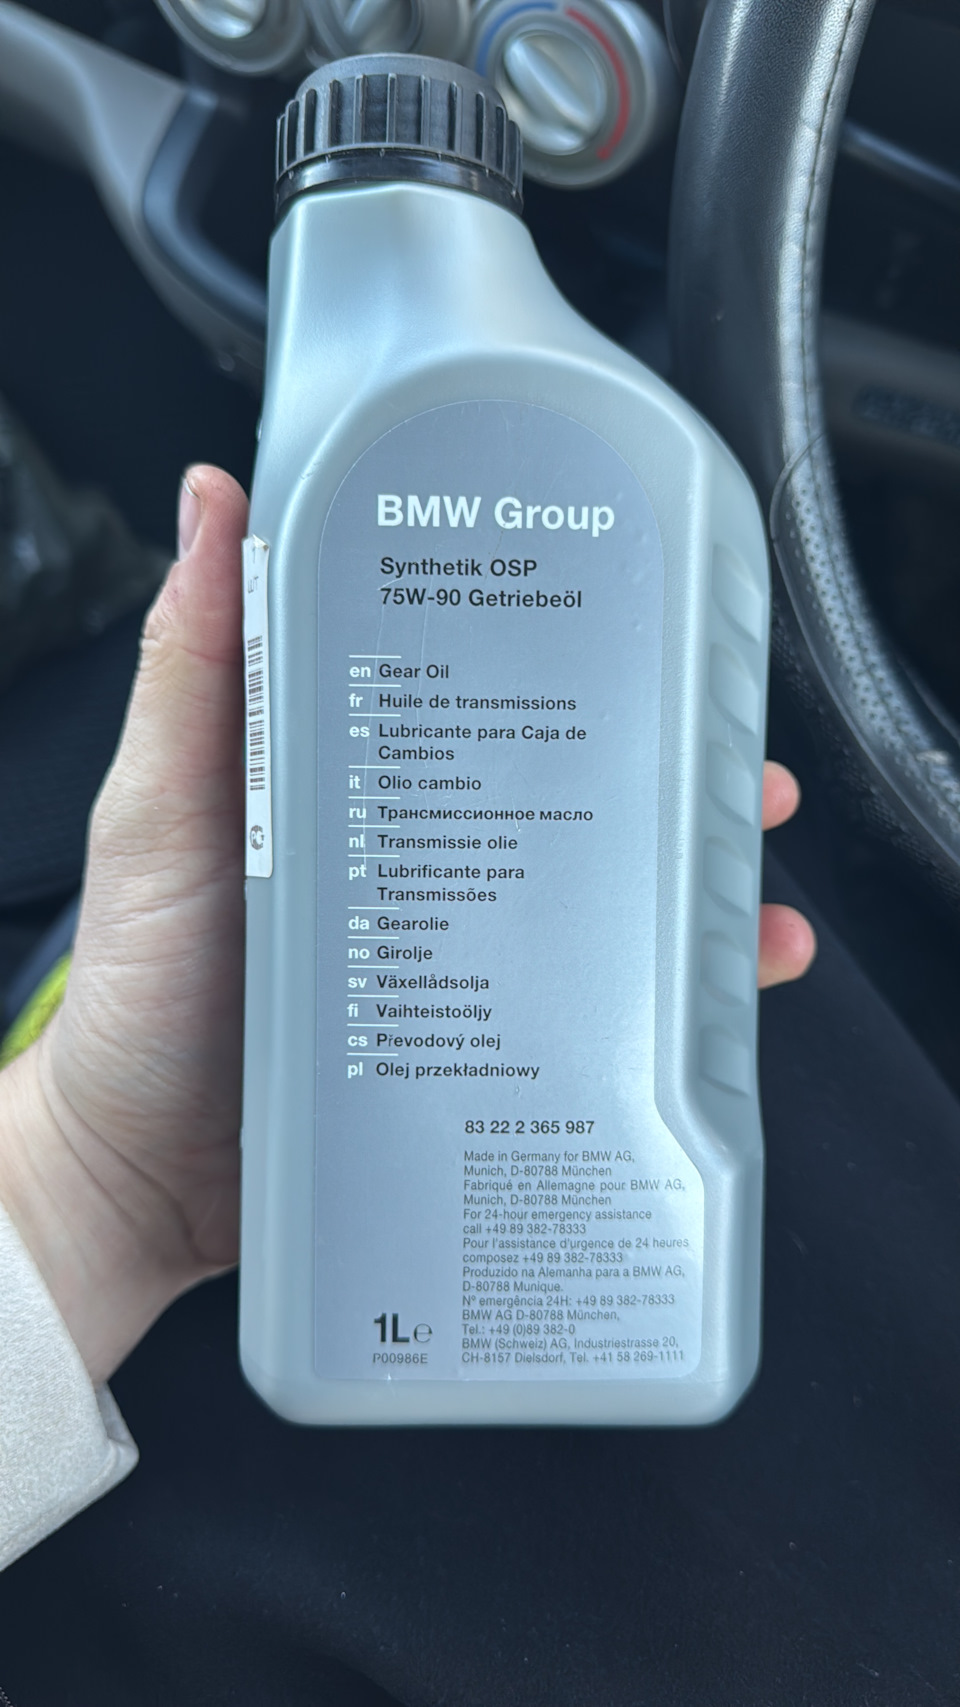 BMW Group
Synthetik OSP
75W-90 Getriebeöl
en Gear Oil
fr Huile de transmissions
es Lubricante para Caja de
Cambios
it Olio cambio
ru Трансмиссионное масло
nl Transmissie olie
pt Lubrificante para
Transmissões
da Gearolie
no Girolje
sv Växellådsolja
fi Vaihteistoöljy
cs Převodový olej
pl Olej przekładniowy
83 22 2 365 987
Made in Germany for BMW AG,
Munich, D-80788 München
Fabriqué en Allemagne pour BMW AG,
Munich, D-80788 München
For 24-hour emergency assistance
call +49 89 382-78333
Pour l'assistance d'urgence de 24 heures
composez +49 89 382-78333
Produzido na Alemanha para a BMW AG,
D-80788 Munique.
Nº emergência 24H: +49 89 382-78333
BMW AG D-80788 München,
Tel.: +49 (0)89 382-0
BMW (Schweiz) AG, Industriestrasse 20,
CH-8157 Dielsdorf, Tel. +41 58 269-1111
1L℮
P00986E